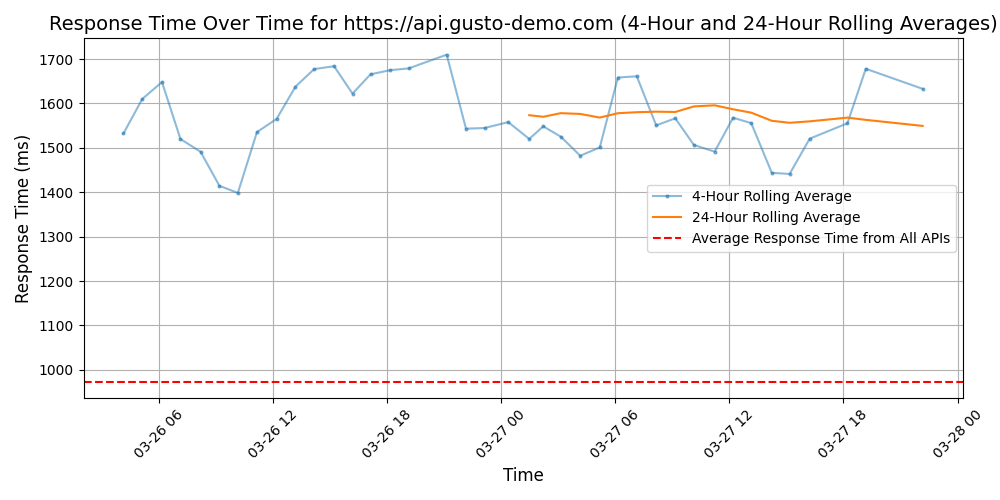 Response Time Over Time for https://api.gusto-demo.com (4-Hour and 24-Hour Rolling Averages)
Response Time (ms)
1700
1600
1500
1400
1300
1200
1100
1000
4-Hour Rolling Average
24-Hour Rolling Average
Average Response Time from All APIs
03-26 06
03-26 12
03-26 18
03-27 00
03-27 06
03-27 12
03-27 18
03-28 00
Time